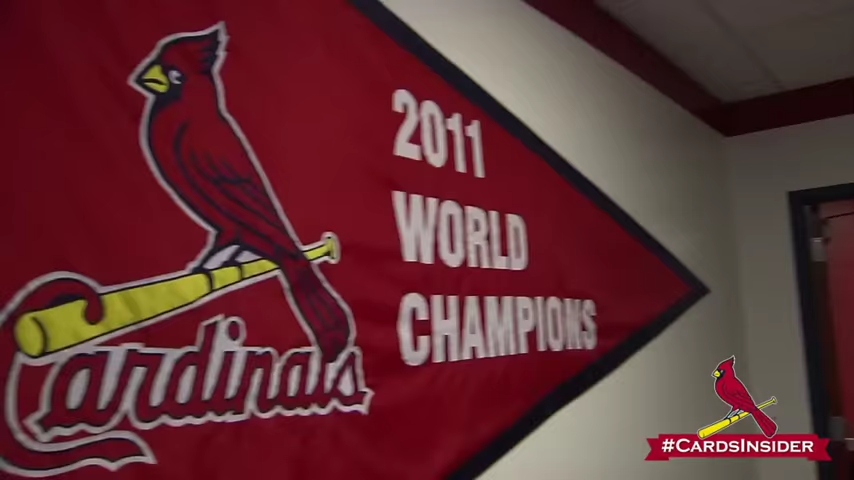 2011
WORLD
CHAMPIONS
Cardinals
#CARDSINSIDER